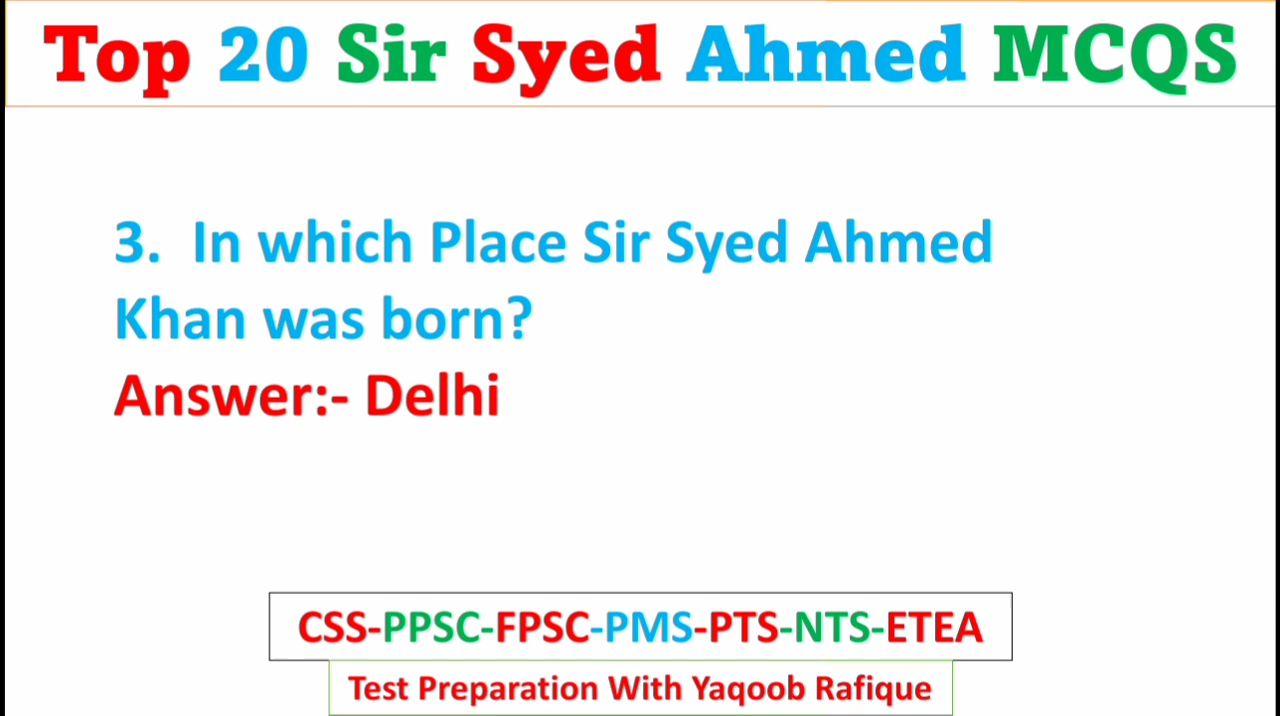 Top 20 Sir Syed Ahmed MCQS
3. In which Place Sir Syed Ahmed
Khan was born?
Answer:- Delhi
CSS-PPSC-FPSC-PMS-PTS-NTS-ETEA
Test Preparation With Yaqoob Rafique